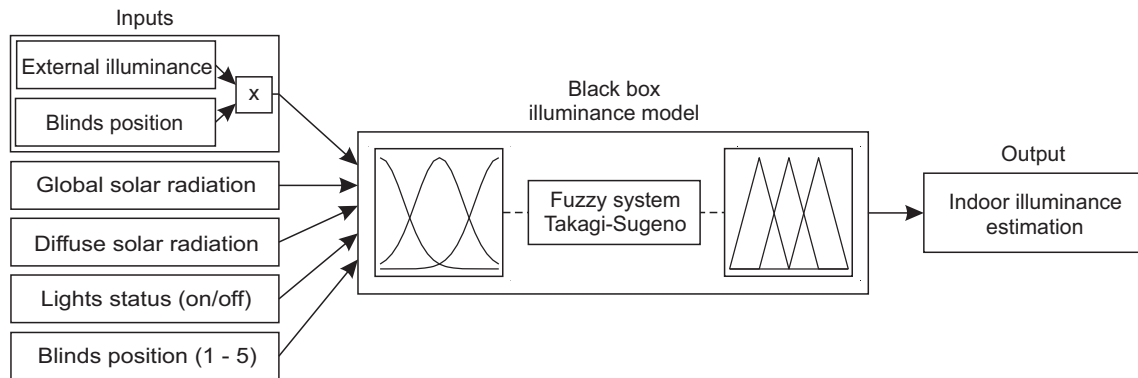 Inputs
External illuminance
Blinds position
x
Global solar radiation
Diffuse solar radiation
Lights status (on/off)
Blinds position (1 - 5)
Black box
illuminance model
Fuzzy system
Takagi-Sugeno
Output
Indoor illuminance
estimation